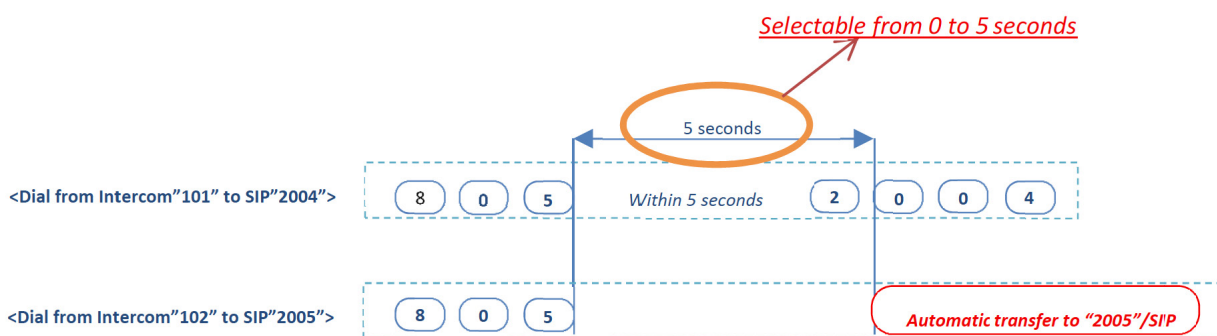 Selectable from 0 to 5 seconds
5 seconds
<Dial from Intercom"101" to SIP"2004"> 8 0 5 Within 5 seconds 2 0 0 4
<Dial from Intercom"102" to SIP"2005"> 8 0 5 Automatic transfer to “2005”/SIP